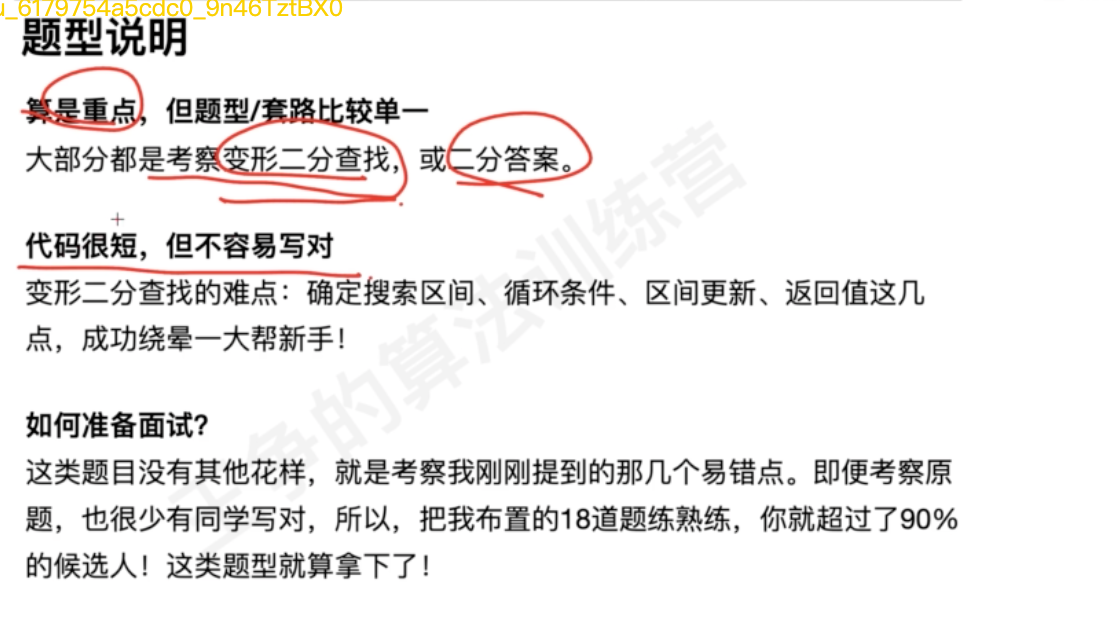 u_6179754a5cdc0_9n46TztBX0
题型说明
算是重点，但题型/套路比较单一
大部分都是考察变形二分查找，或二分答案。
代码很短，但不容易写对
变形二分查找的难点：确定搜索区间、循环条件、区间更新、返回值这几
点，成功绕晕一大帮新手！
如何准备面试？
这类题目没有其他花样，就是考察我刚刚提到的那几个易错点。即便考察原
题，也很少有同学写对，所以，把我布置的18道题练熟练，你就超过了90%
的候选人！这类题型就算拿下了！
王争的算法训练营